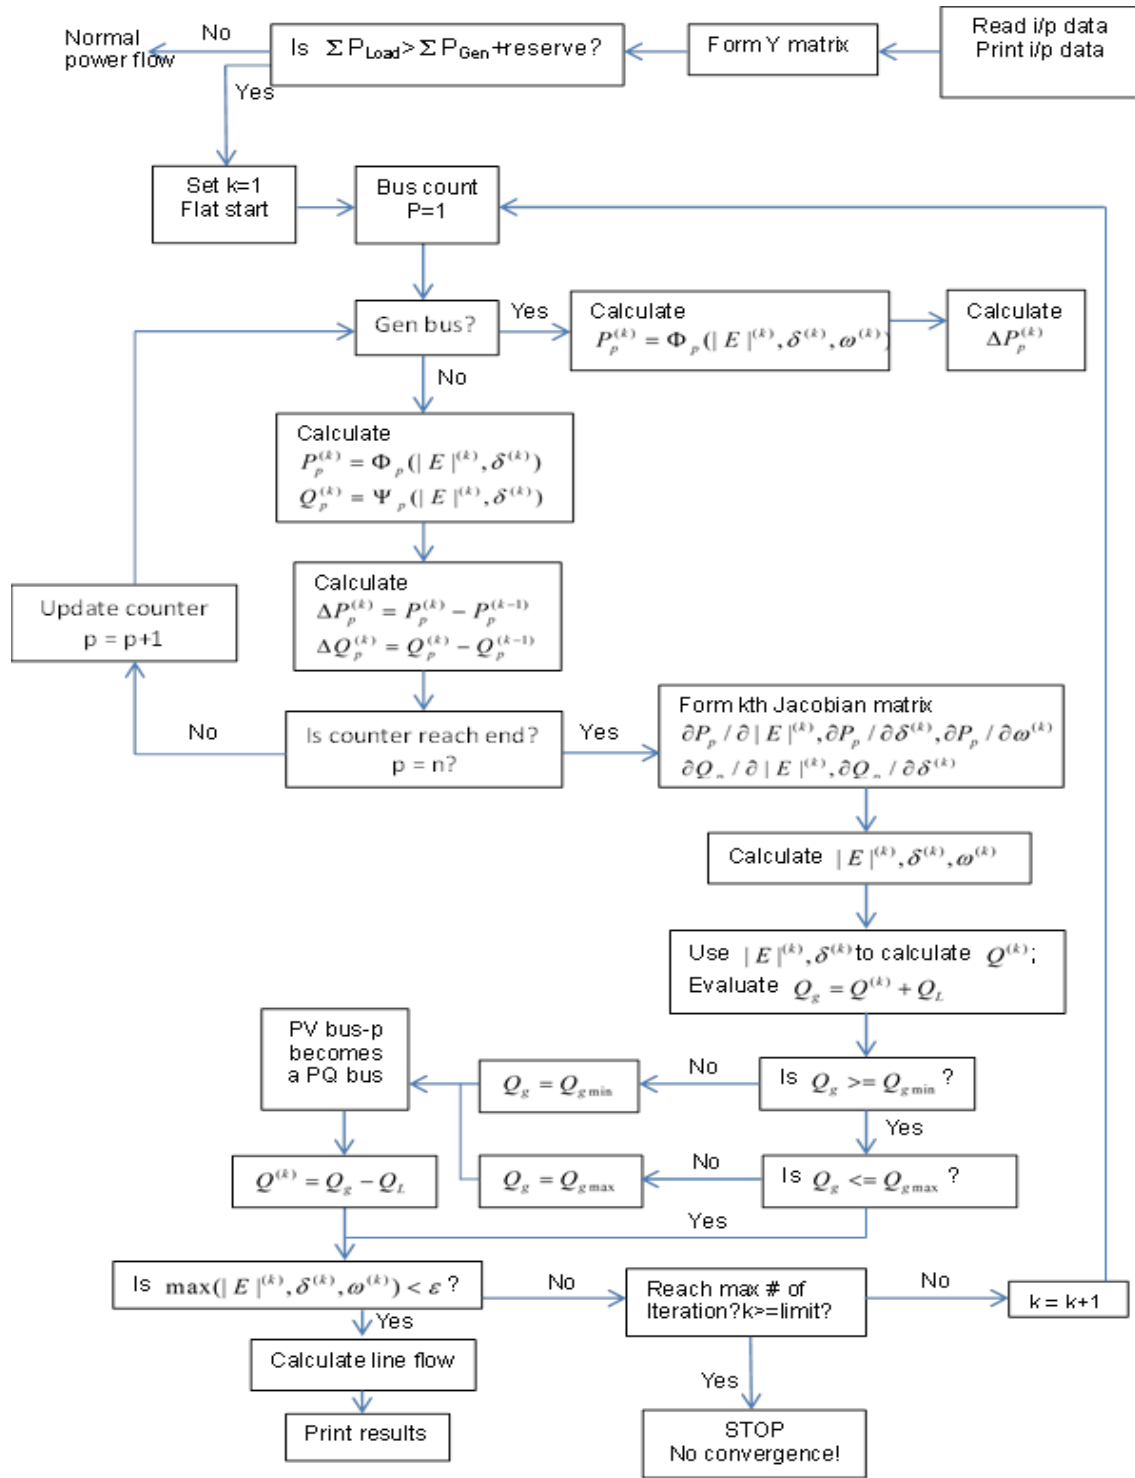 Read i/p data
Print i/p data
Form Y matrix
Is Σ P_Load > Σ P_Gen +reserve?
No
Normal
power flow
Yes
Set k=1
Flat start
Bus count
P=1
Gen bus?
Yes
Calculate
P_p^(k) = Φ_p(| E |^(k), δ^(k), ω^(k))
Calculate
ΔP_p^(k)
No
Calculate
P_p^(k) = Φ_p(| E |^(k), δ^(k))
Q_p^(k) = Ψ_p(| E |^(k), δ^(k))
Calculate
ΔP_p^(k) = P_p^(k) − P_p^(k−1)
ΔQ_p^(k) = Q_p^(k) − Q_p^(k−1)
Update counter
p = p+1
No
Is counter reach end?
p = n?
Yes
Form kth Jacobian matrix
∂P_p / ∂ | E |^(k), ∂P_p / ∂δ^(k), ∂P_p / ∂ω^(k)
∂Q_p / ∂ | E |^(k), ∂Q_p / ∂δ^(k)
Calculate | E |^(k), δ^(k), ω^(k)
Use | E |^(k), δ^(k) to calculate Q^(k);
Evaluate Q_g = Q^(k) + Q_L
Is Q_g >= Q_gmin ?
No
Q_g = Q_gmin
PV bus-p
becomes
a PQ bus
Yes
Is Q_g <= Q_gmax ?
No
Q_g = Q_gmax
Q^(k) = Q_g − Q_L
Yes
Is max(| E |^(k), δ^(k), ω^(k)) < ε ?
No
Reach max # of
Iteration?k>=limit?
No
k = k+1
Yes
Calculate line flow
Print results
Yes
STOP
No convergence!